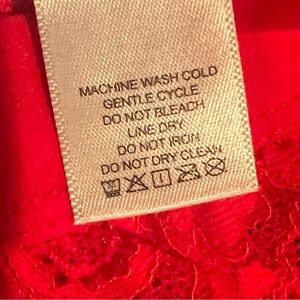 MACHINE WASH COLD
GENTLE CYCLE
DO NOT BLEACH
LINE DRY
DO NOT IRON
DO NOT DRY CLEAN